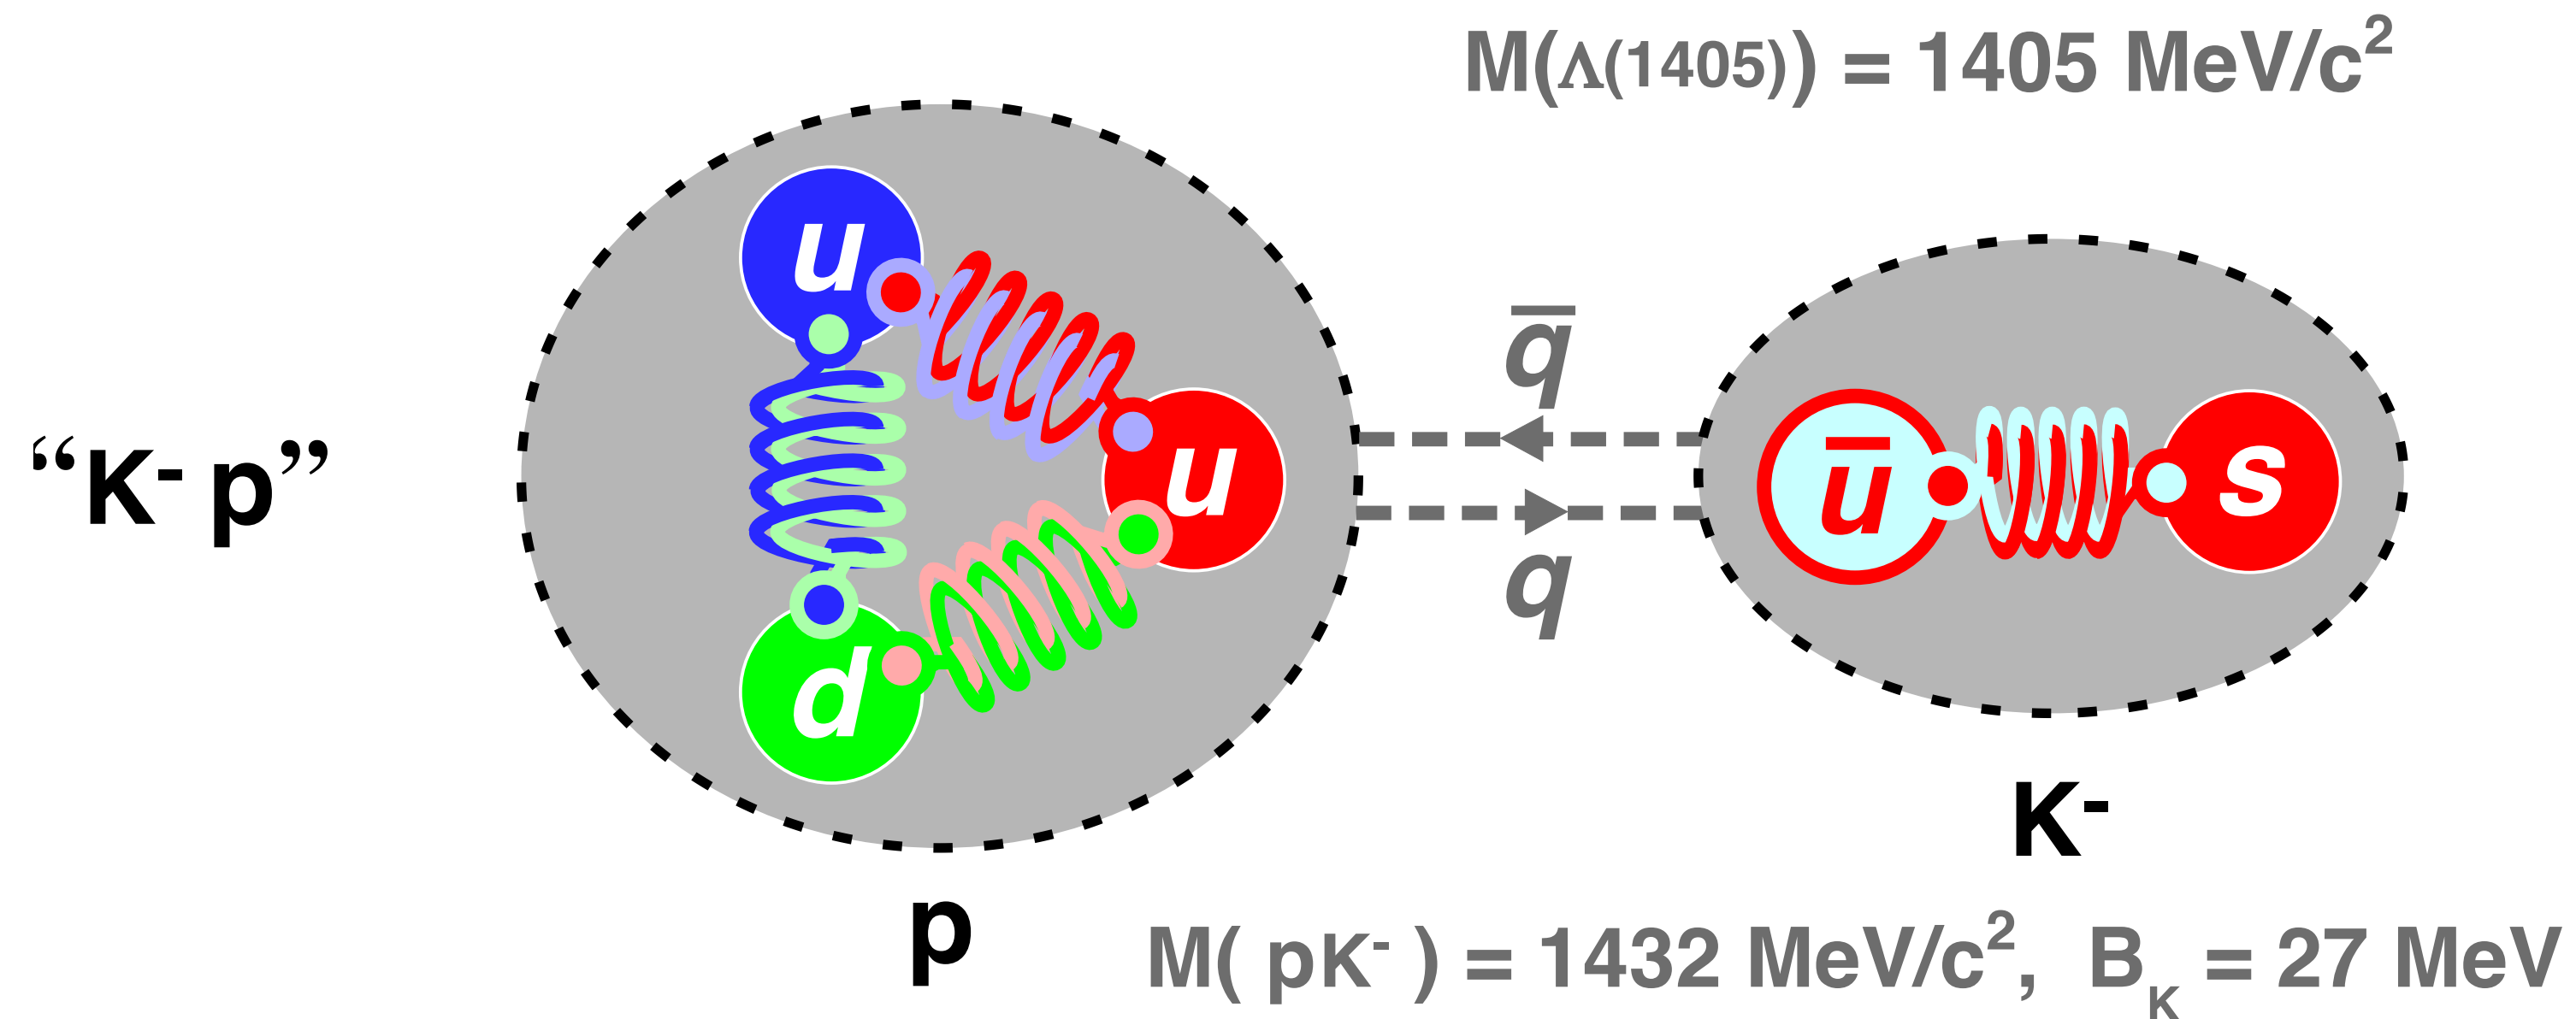 M(Λ(1405)) = 1405 MeV/c²
“K⁻ p”
u
u
d
q̅
q
u̅
s
p
K⁻
M( pK⁻ ) = 1432 MeV/c², B_K = 27 MeV